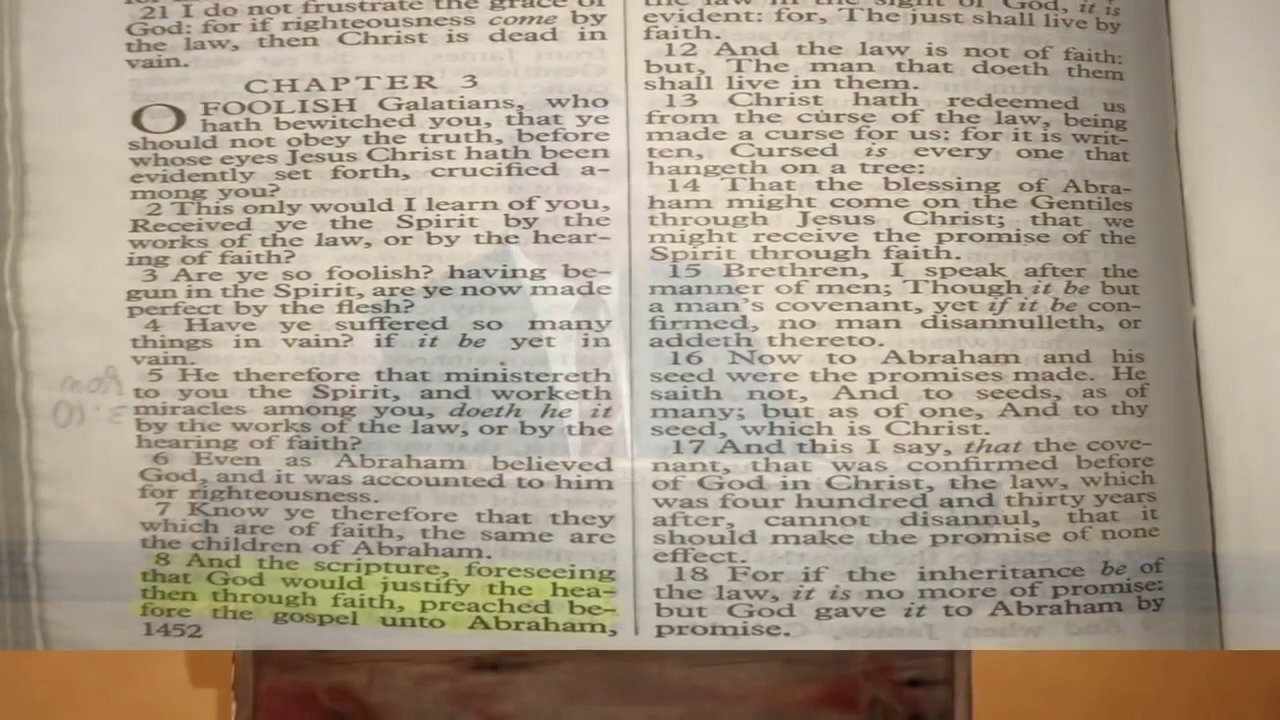 21 I do not frustrate the grace of
God: for if righteousness come by
the law, then Christ is dead in
vain.
CHAPTER 3
O FOOLISH Galatians, who
hath bewitched you, that ye
should not obey the truth, before
whose eyes Jesus Christ hath been
evidently set forth, crucified a-
mong you?
2 This only would I learn of you,
Received ye the Spirit by the
works of the law, or by the hear-
ing of faith?
3 Are ye so foolish? having be-
gun in the Spirit, are ye now made
perfect by the flesh?
4 Have ye suffered so many
things in vain? if it be yet in
vain.
5 He therefore that ministereth
to you the Spirit, and worketh
miracles among you, doeth he it
by the works of the law, or by the
hearing of faith?
6 Even as Abraham believed
God, and it was accounted to him
for righteousness.
7 Know ye therefore that they
which are of faith, the same are
the children of Abraham.
8 And the scripture, foreseeing
that God would justify the hea-
then through faith, preached be-
fore the gospel unto Abraham,
1452
the law in the sight of God, it is
evident: for, The just shall live by
faith.
12 And the law is not of faith:
but, The man that doeth them
shall live in them.
13 Christ hath redeemed us
from the curse of the law, being
made a curse for us: for it is writ-
ten, Cursed is every one that
hangeth on a tree:
14 That the blessing of Abra-
ham might come on the Gentiles
through Jesus Christ; that we
might receive the promise of the
Spirit through faith.
15 Brethren, I speak after the
manner of men; Though it be but
a man's covenant, yet if it be con-
firmed, no man disannulleth, or
addeth thereto.
16 Now to Abraham and his
seed were the promises made. He
saith not, And to seeds, as of
many; but as of one, And to thy
seed, which is Christ.
17 And this I say, that the cove-
nant, that was confirmed before
of God in Christ, the law, which
was four hundred and thirty years
after, cannot disannul, that it
should make the promise of none
effect.
18 For if the inheritance be of
the law, it is no more of promise:
but God gave it to Abraham by
promise.